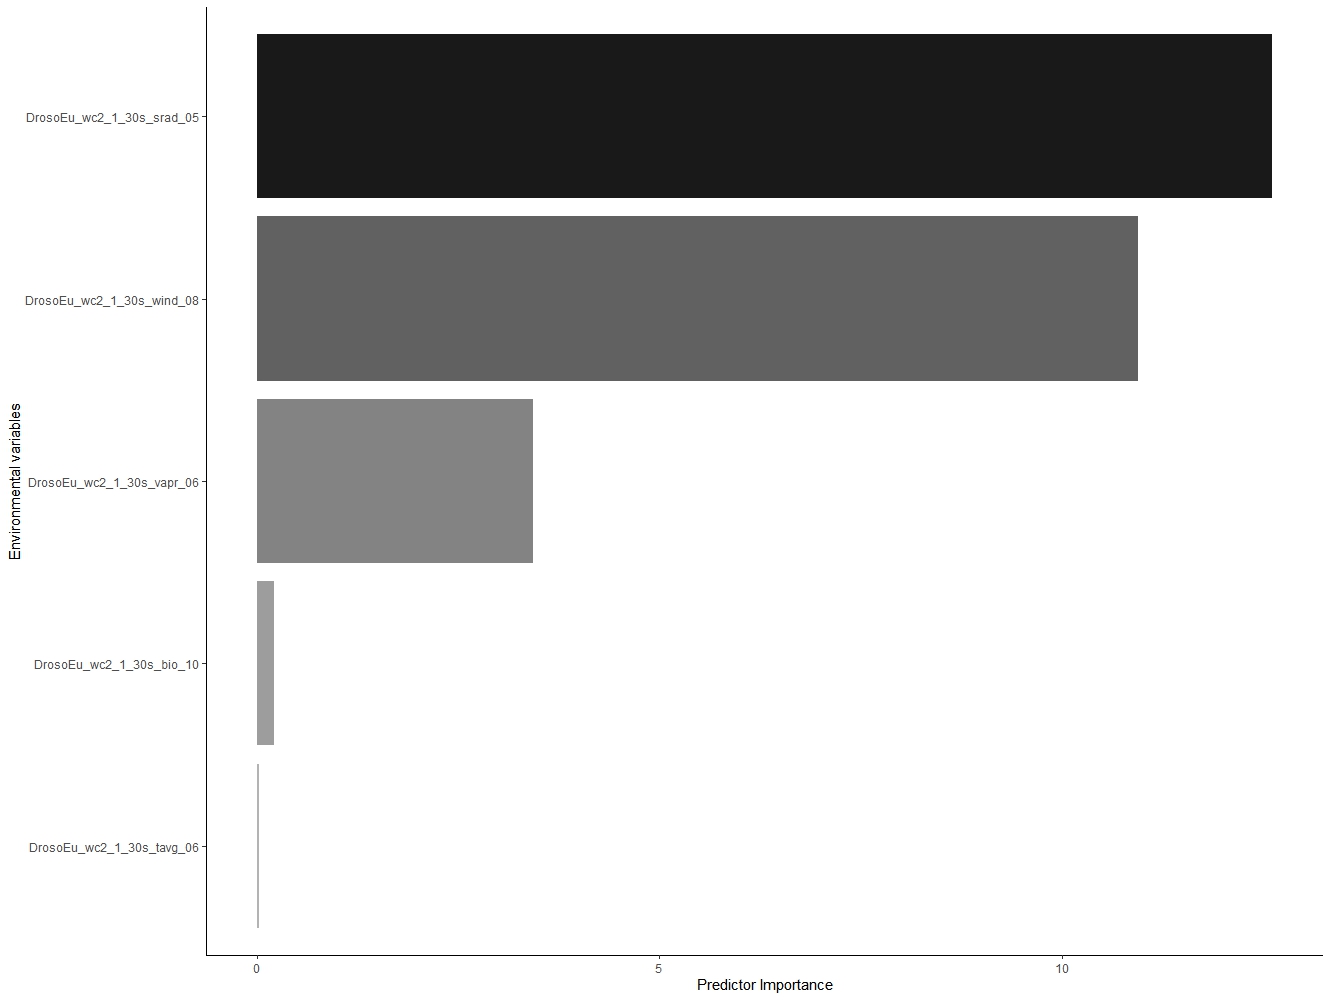 Environmental variables
DrosoEu_wc2_1_30s_srad_05
DrosoEu_wc2_1_30s_wind_08
DrosoEu_wc2_1_30s_vapr_06
DrosoEu_wc2_1_30s_bio_10
DrosoEu_wc2_1_30s_tavg_06
0 5 10
Predictor Importance